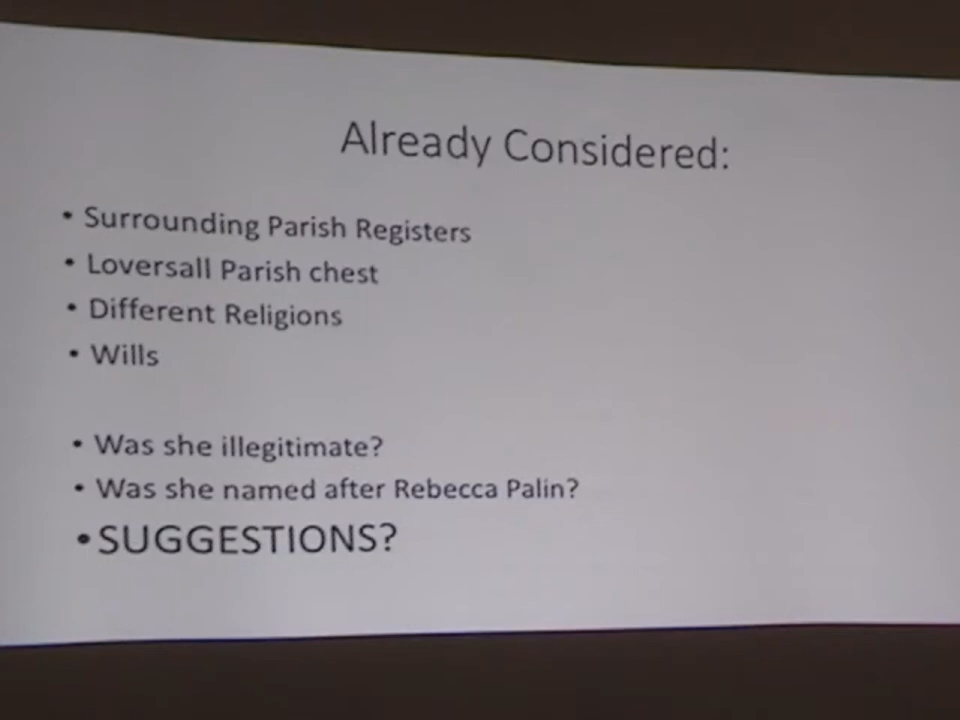 Already Considered:
• Surrounding Parish Registers
• Loversall Parish chest
• Different Religions
• Wills
• Was she illegitimate?
• Was she named after Rebecca Palin?
• SUGGESTIONS?